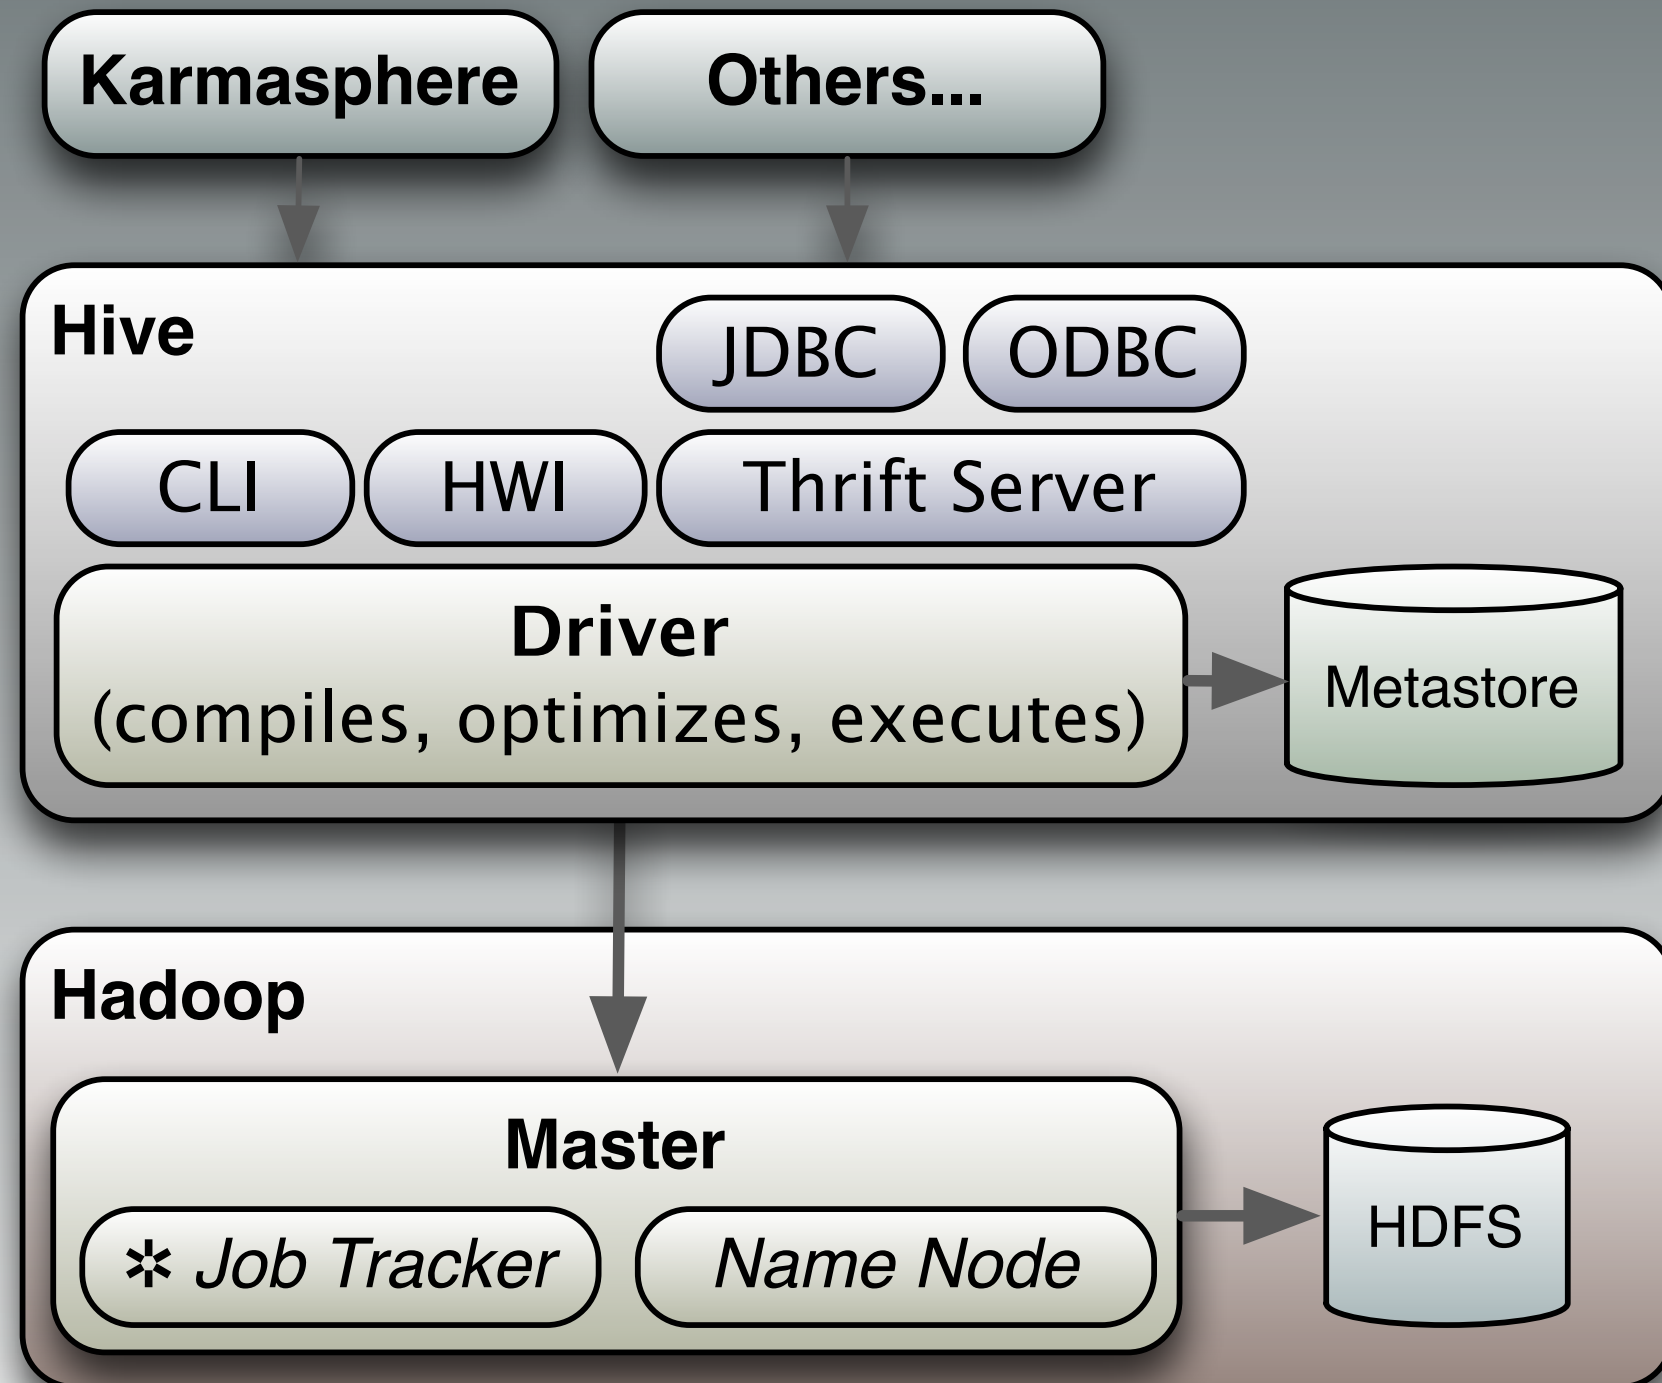 Karmasphere
Others...
Hive
JDBC
ODBC
CLI
HWI
Thrift Server
Driver
(compiles, optimizes, executes)
Metastore
Hadoop
Master
✲ Job Tracker
Name Node
HDFS